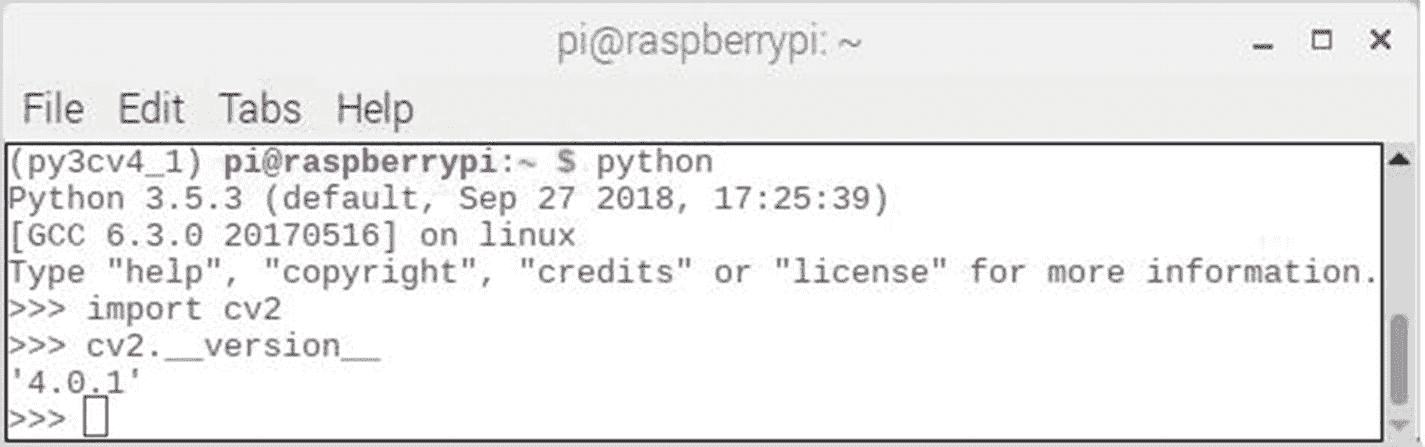 pi@raspberrypi: ~
File Edit Tabs Help
(py3cv4_1) pi@raspberrypi:~ $ python
Python 3.5.3 (default, Sep 27 2018, 17:25:39)
[GCC 6.3.0 20170516] on linux
Type "help", "copyright", "credits" or "license" for more information.
>>> import cv2
>>> cv2.__version__
'4.0.1'
>>>